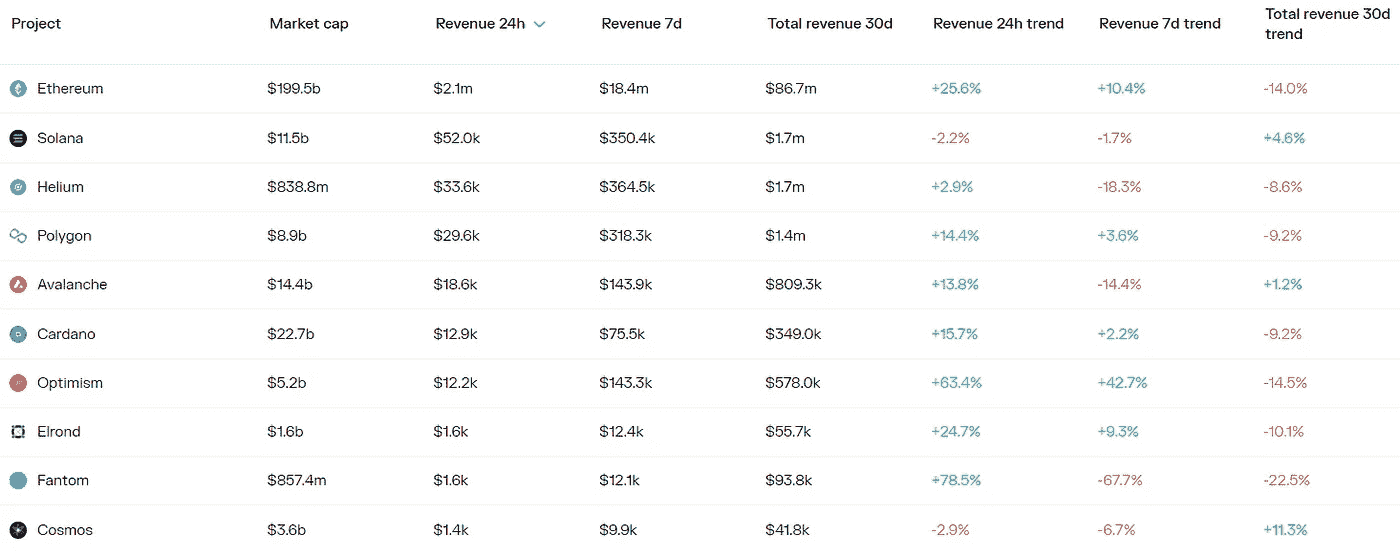 Project Market cap Revenue 24h Revenue 7d Total revenue 30d Revenue 24h trend Revenue 7d trend Total revenue 30d trend
Ethereum $199.5b $2.1m $18.4m $86.7m +25.6% +10.4% -14.0%
Solana $11.5b $52.0k $350.4k $1.7m -2.2% -1.7% +4.6%
Helium $838.8m $33.6k $364.5k $1.7m +2.9% -18.3% -8.6%
Polygon $8.9b $29.6k $318.3k $1.4m +14.4% +3.6% -9.2%
Avalanche $14.4b $18.6k $143.9k $809.3k +13.8% -14.4% +1.2%
Cardano $22.7b $12.9k $75.5k $349.0k +15.7% +2.2% -9.2%
Optimism $5.2b $12.2k $143.3k $578.0k +63.4% +42.7% -14.5%
Elrond $1.6b $1.6k $12.4k $55.7k +24.7% +9.3% -10.1%
Fantom $857.4m $1.6k $12.1k $93.8k +78.5% -67.7% -22.5%
Cosmos $3.6b $1.4k $9.9k $41.8k -2.9% -6.7% +11.3%